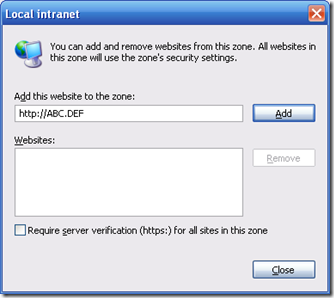 Local intranet
You can add and remove websites from this zone. All websites in
this zone will use the zone's security settings.
Add this website to the zone:
http://ABC.DEF
Add
Websites:
Remove
Require server verification (https:) for all sites in this zone
Close